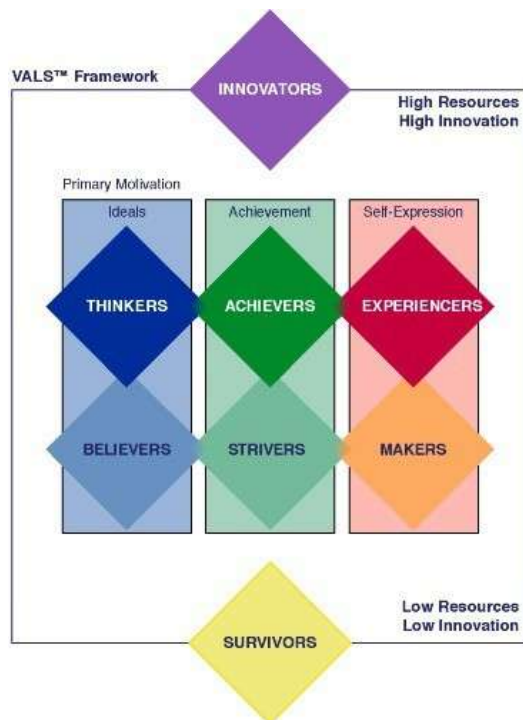 VALS™ Framework
INNOVATORS
High Resources
High Innovation
Primary Motivation
Ideals
Achievement
Self-Expression
THINKERS
ACHIEVERS
EXPERIENCERS
BELIEVERS
STRIVERS
MAKERS
Low Resources
Low Innovation
SURVIVORS